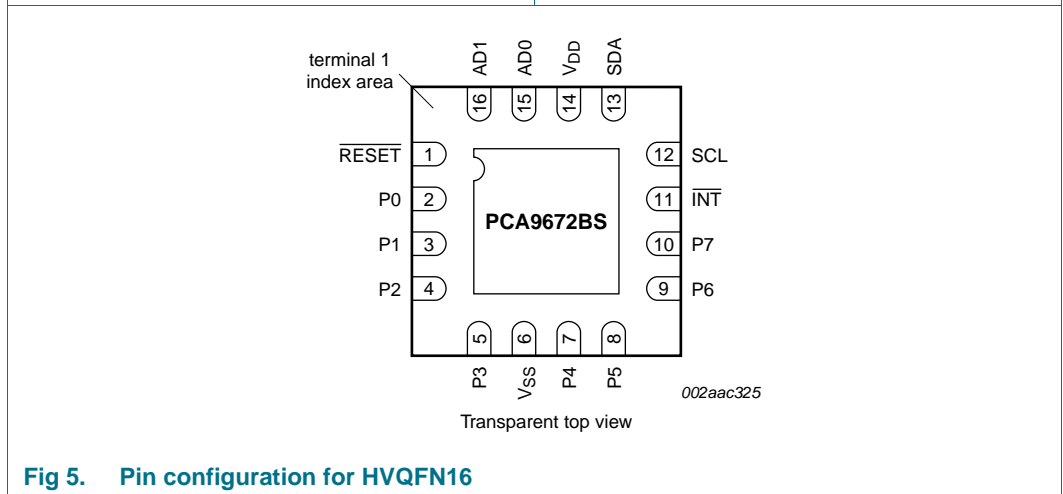 terminal 1
index area
AD1
AD0
VDD
SDA
16
15
14
13
RESET 1
12 SCL
P0 2
11 INT
PCA9672BS
P1 3
10 P7
P2 4
9 P6
5
6
7
8
P3
VSS
P4
P5
002aac325
Transparent top view
Fig 5. Pin configuration for HVQFN16